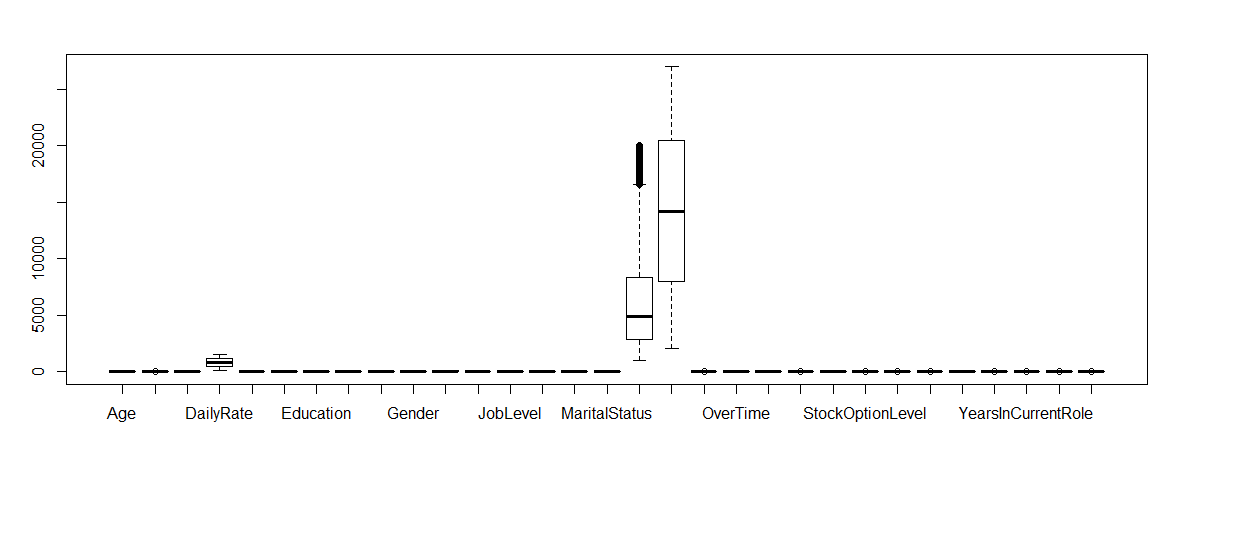 20000
10000
5000
0
Age DailyRate Education Gender JobLevel MaritalStatus OverTime StockOptionLevel YearsInCurrentRole